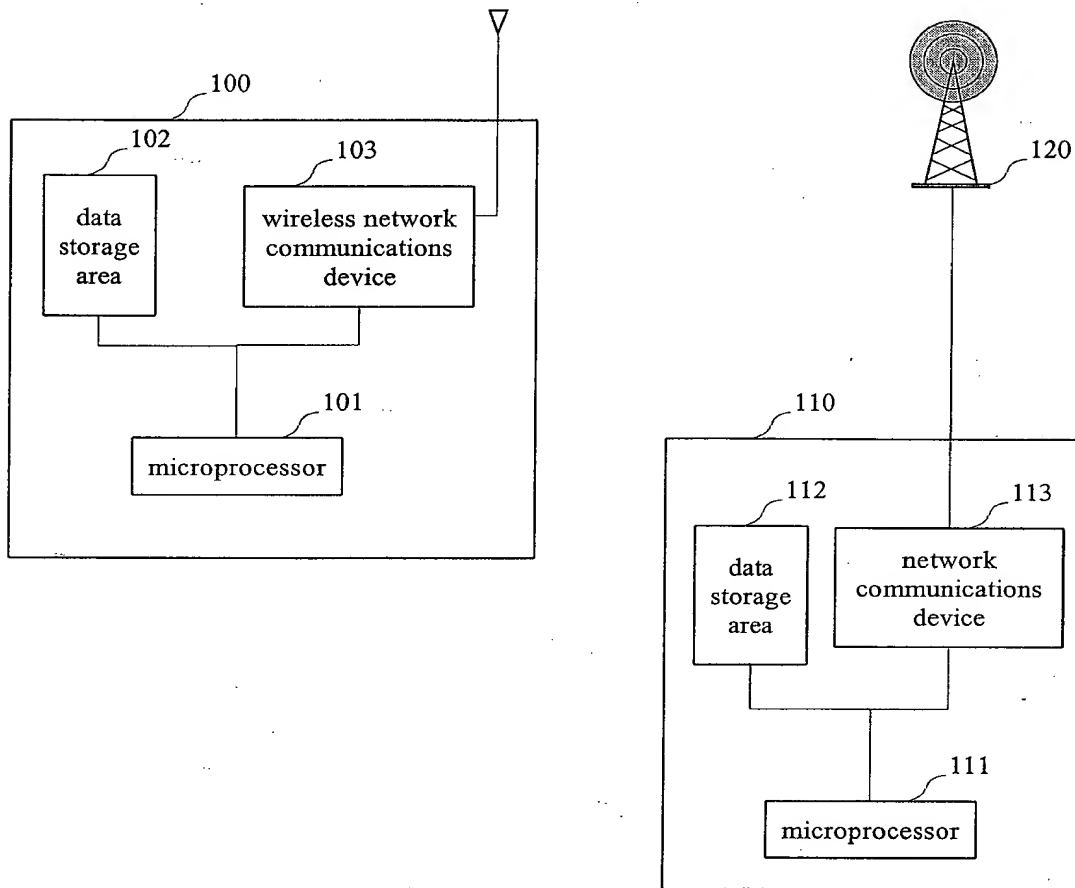 100
102
103
data
storage
area
wireless network
communications
device
101
microprocessor
120
110
112
113
data
storage
area
network
communications
device
111
microprocessor